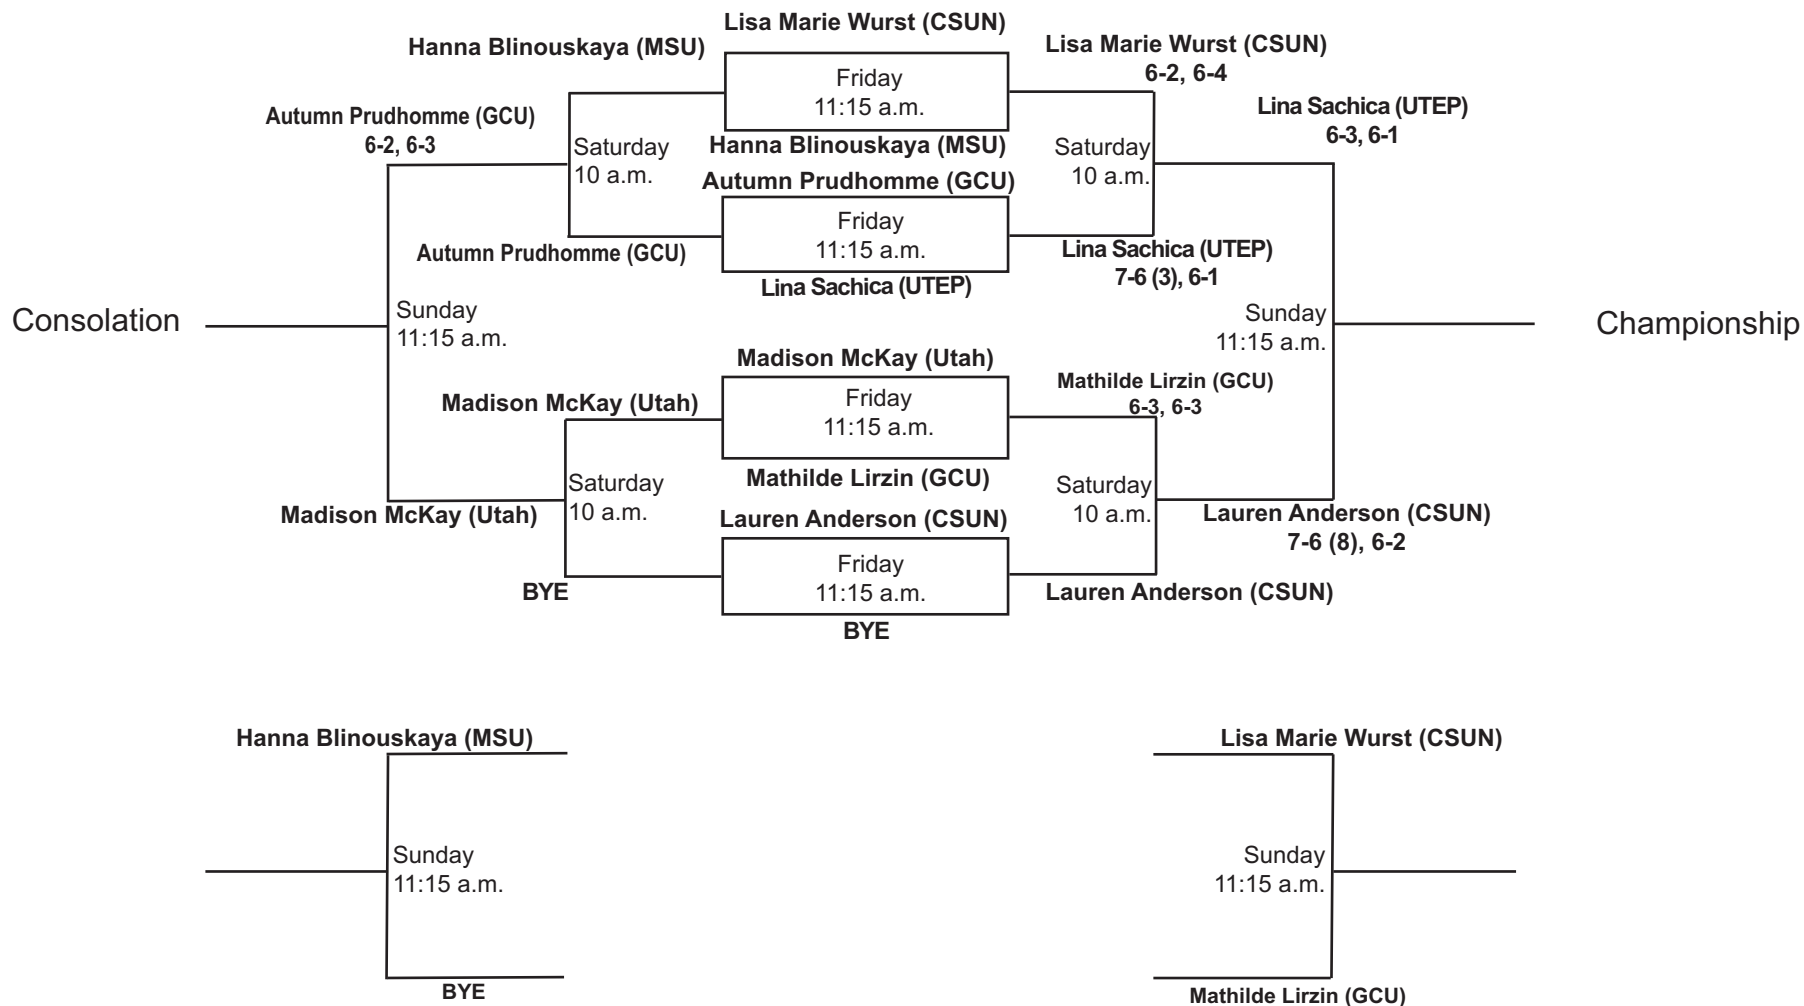 Lisa Marie Wurst (CSUN)
Hanna Blinouskaya (MSU)
Lisa Marie Wurst (CSUN)
6-2, 6-4
Friday
11:15 a.m.
Autumn Prudhomme (GCU)
6-2, 6-3
Lina Sachica (UTEP)
6-3, 6-1
Saturday
10 a.m.
Hanna Blinouskaya (MSU)
Saturday
10 a.m.
Autumn Prudhomme (GCU)
Friday
11:15 a.m.
Autumn Prudhomme (GCU)
Lina Sachica (UTEP)
7-6 (3), 6-1
Lina Sachica (UTEP)
Consolation
Sunday
11:15 a.m.
Sunday
11:15 a.m.
Championship
Madison McKay (Utah)
Madison McKay (Utah)
Friday
11:15 a.m.
Mathilde Lirzin (GCU)
6-3, 6-3
Mathilde Lirzin (GCU)
Saturday
10 a.m.
Saturday
10 a.m.
Madison McKay (Utah)
Lauren Anderson (CSUN)
Lauren Anderson (CSUN)
7-6 (8), 6-2
Friday
11:15 a.m.
BYE
Lauren Anderson (CSUN)
BYE
Hanna Blinouskaya (MSU)
Lisa Marie Wurst (CSUN)
Sunday
11:15 a.m.
Sunday
11:15 a.m.
BYE
Mathilde Lirzin (GCU)